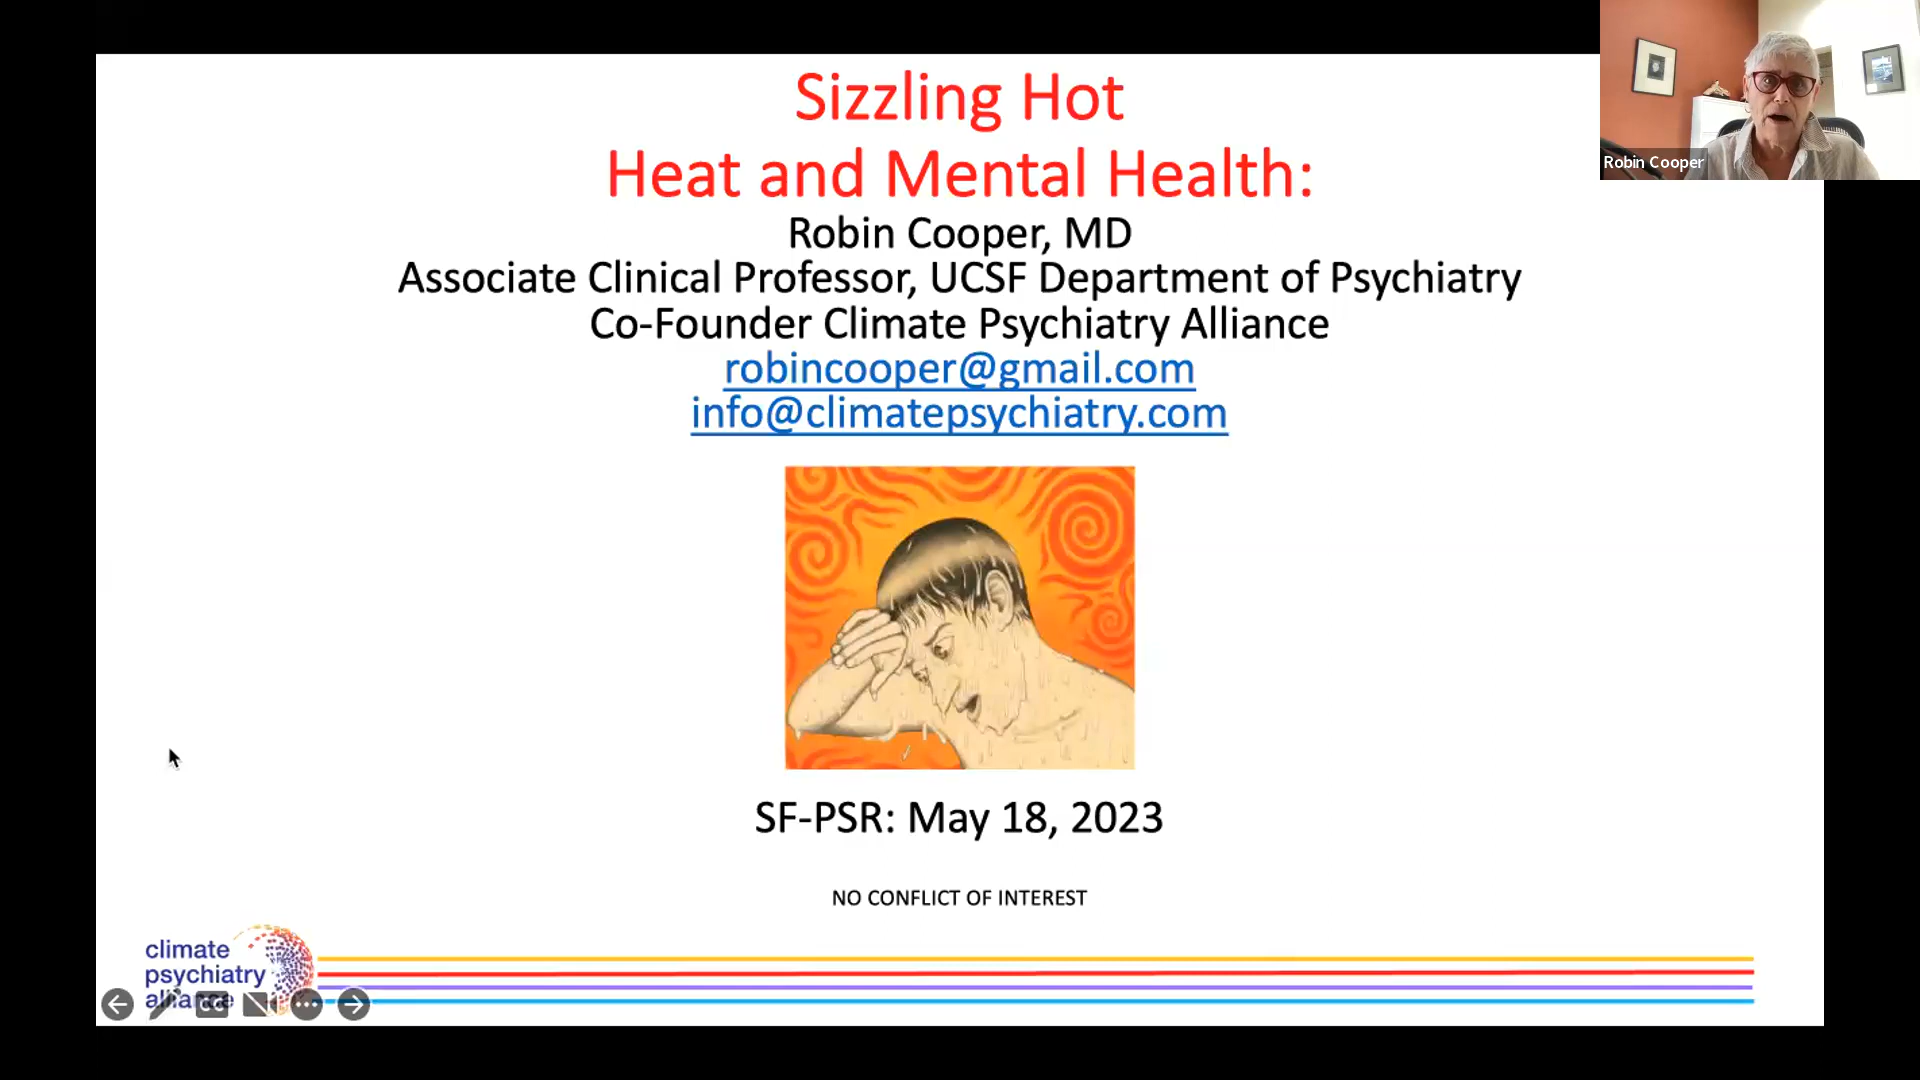 Sizzling Hot
Heat and Mental Health:
Robin Cooper, MD
Associate Clinical Professor, UCSF Department of Psychiatry
Co-Founder Climate Psychiatry Alliance
robincooper@gmail.com
info@climatepsychiatry.com
SF-PSR: May 18, 2023
NO CONFLICT OF INTEREST
climate
psychiatry
alliance
CC
Robin Cooper